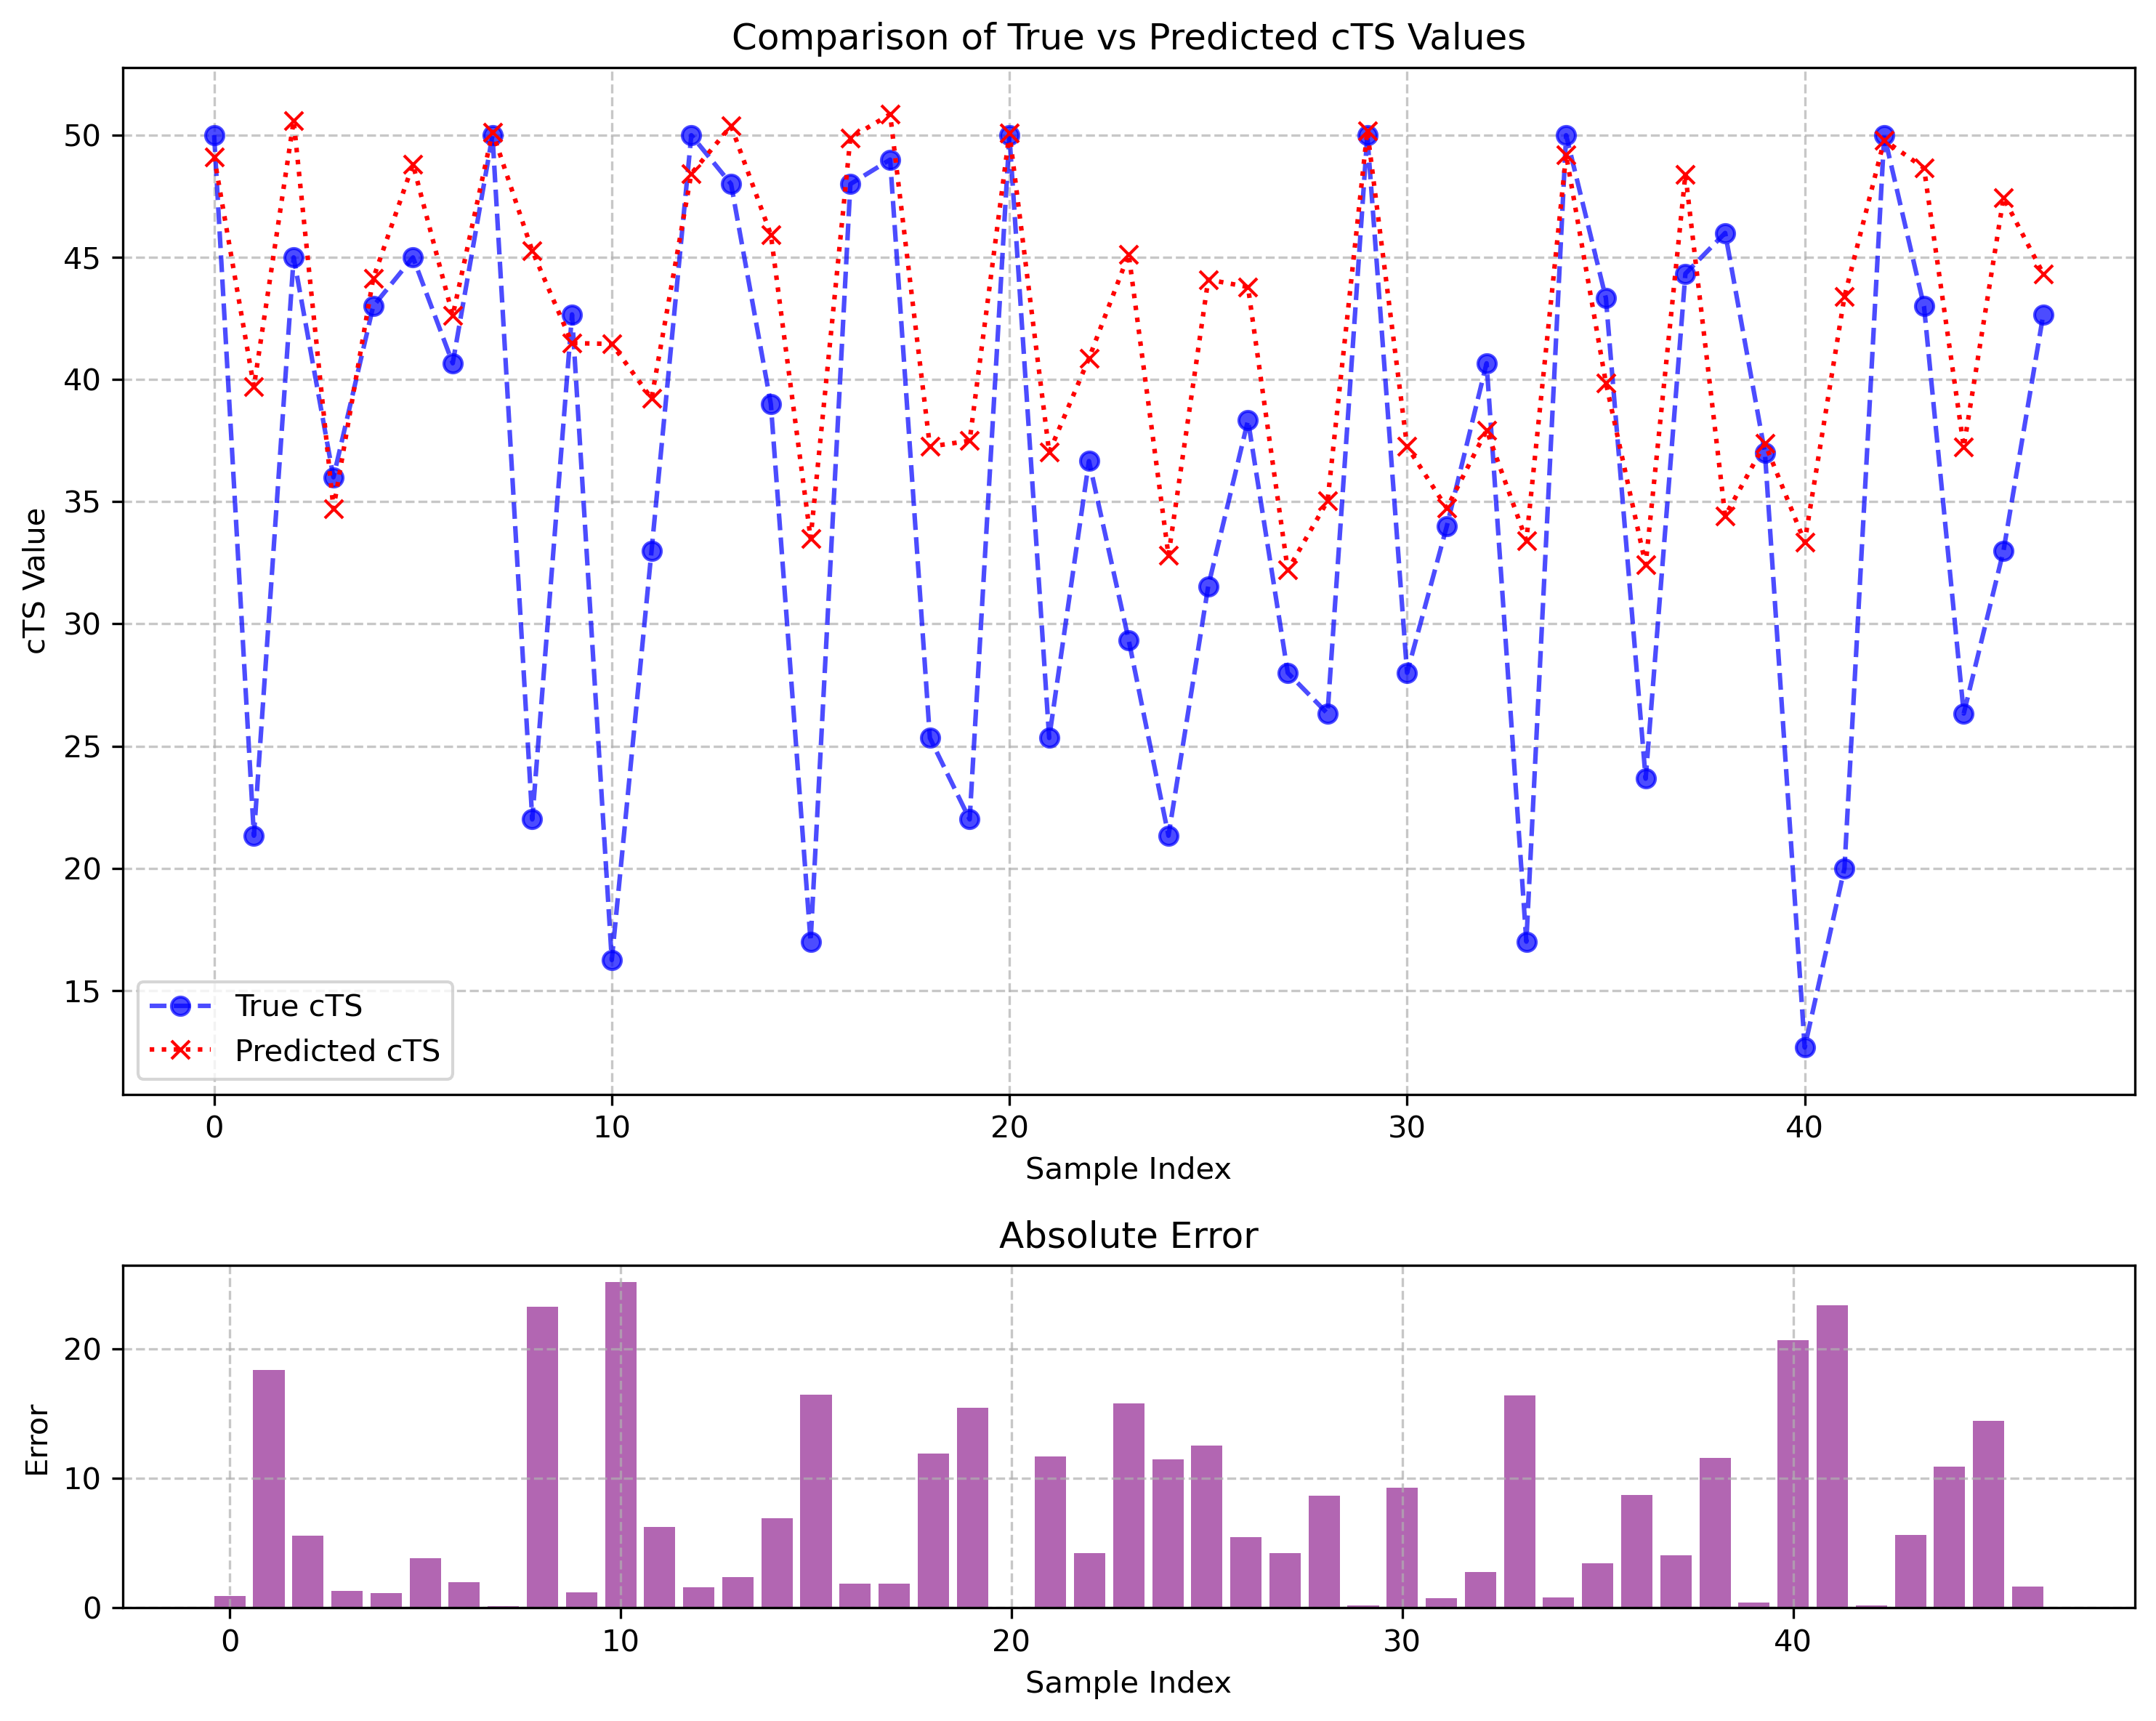 Comparison of True vs Predicted cTS Values
50
45
40
35
30
25
20
15
cTS Value
True cTS
Predicted cTS
0 10 20 30 40
Sample Index
Absolute Error
20
10
0
Error
0 10 20 30 40
Sample Index